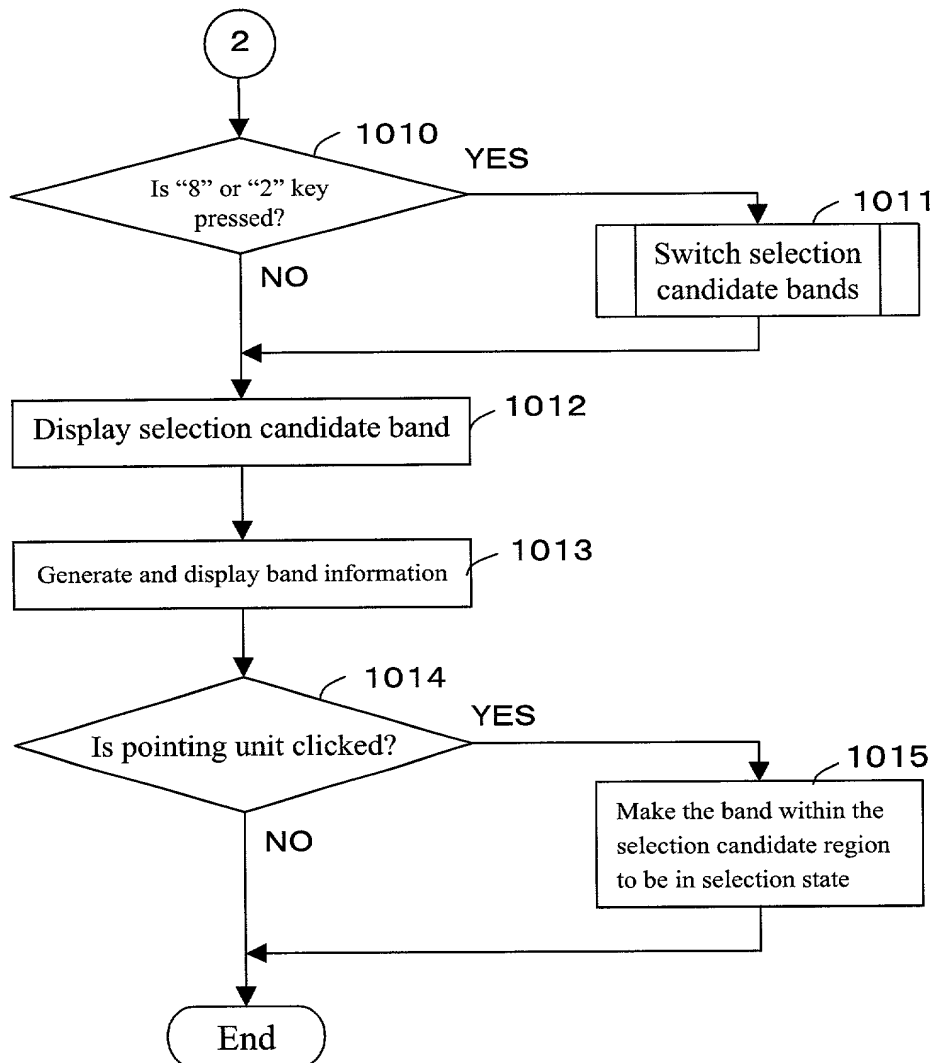 2
1010
YES
Is “8” or “2” key
pressed?
1011
Switch selection
candidate bands
NO
1012
Display selection candidate band
1013
Generate and display band information
1014
YES
Is pointing unit clicked?
1015
Make the band within the
selection candidate region
to be in selection state
NO
End